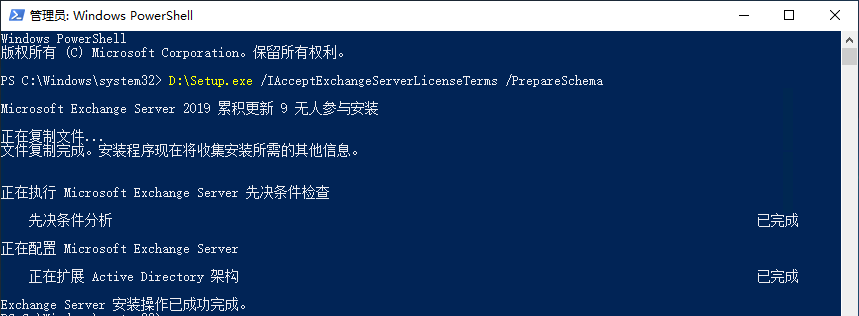 管理员: Windows PowerShell
Windows PowerShell
版权所有 (C) Microsoft Corporation。保留所有权利。
PS C:\Windows\system32> D:\Setup.exe /IAcceptExchangeServerLicenseTerms /PrepareSchema
Microsoft Exchange Server 2019 累积更新 9 无人参与安装
正在复制文件...
文件复制完成。安装程序现在将收集安装所需的其他信息。
正在执行 Microsoft Exchange Server 先决条件检查
先决条件分析 已完成
正在配置 Microsoft Exchange Server
正在扩展 Active Directory 架构 已完成
Exchange Server 安装操作已成功完成。